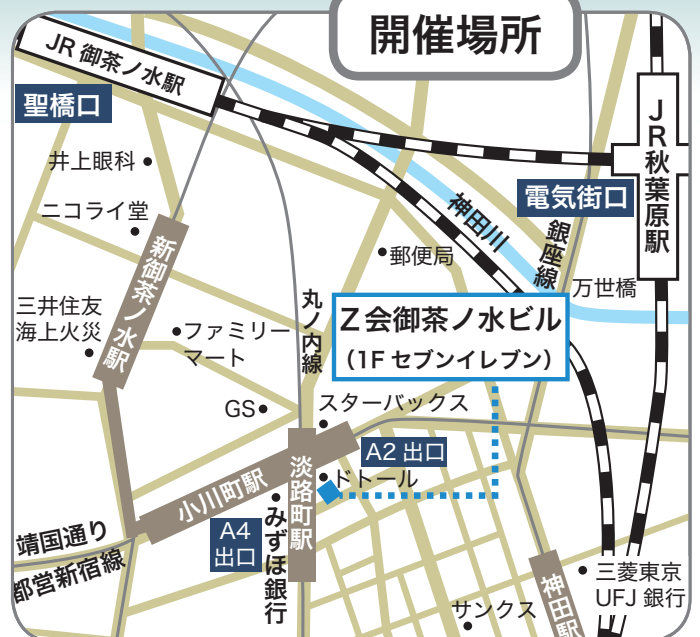 開催場所
JR 御茶ノ水駅
聖橋口
井上眼科
ニコライ堂
新御茶ノ水駅
三井住友
海上火災
ファミリー
マート
GS
丸ノ内線
郵便局
神田川
電気街口
銀座線
JR秋葉原駅
万世橋
Z会御茶ノ水ビル
（1F セブンイレブン）
スターバックス
A2 出口
ドトール
小川町駅
淡路町駅
A4
出口
みずほ銀行
靖国通り
都営新宿線
サンクス
神田駅
三菱東京
UFJ 銀行